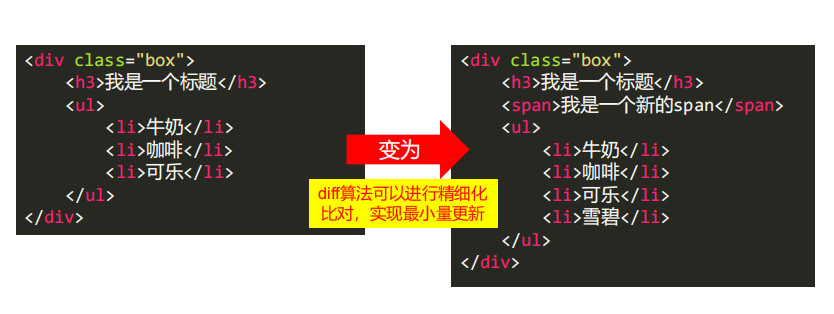 <div class="box">
    <h3>我是一个标题</h3>
    <ul>
        <li>牛奶</li>
        <li>咖啡</li>
        <li>可乐</li>
    </ul>
</div>
变为
diff算法可以进行精细化
比对，实现最小量更新
<div class="box">
    <h3>我是一个标题</h3>
    <span>我是一个新的span</span>
    <ul>
        <li>牛奶</li>
        <li>咖啡</li>
        <li>可乐</li>
        <li>雪碧</li>
    </ul>
</div>